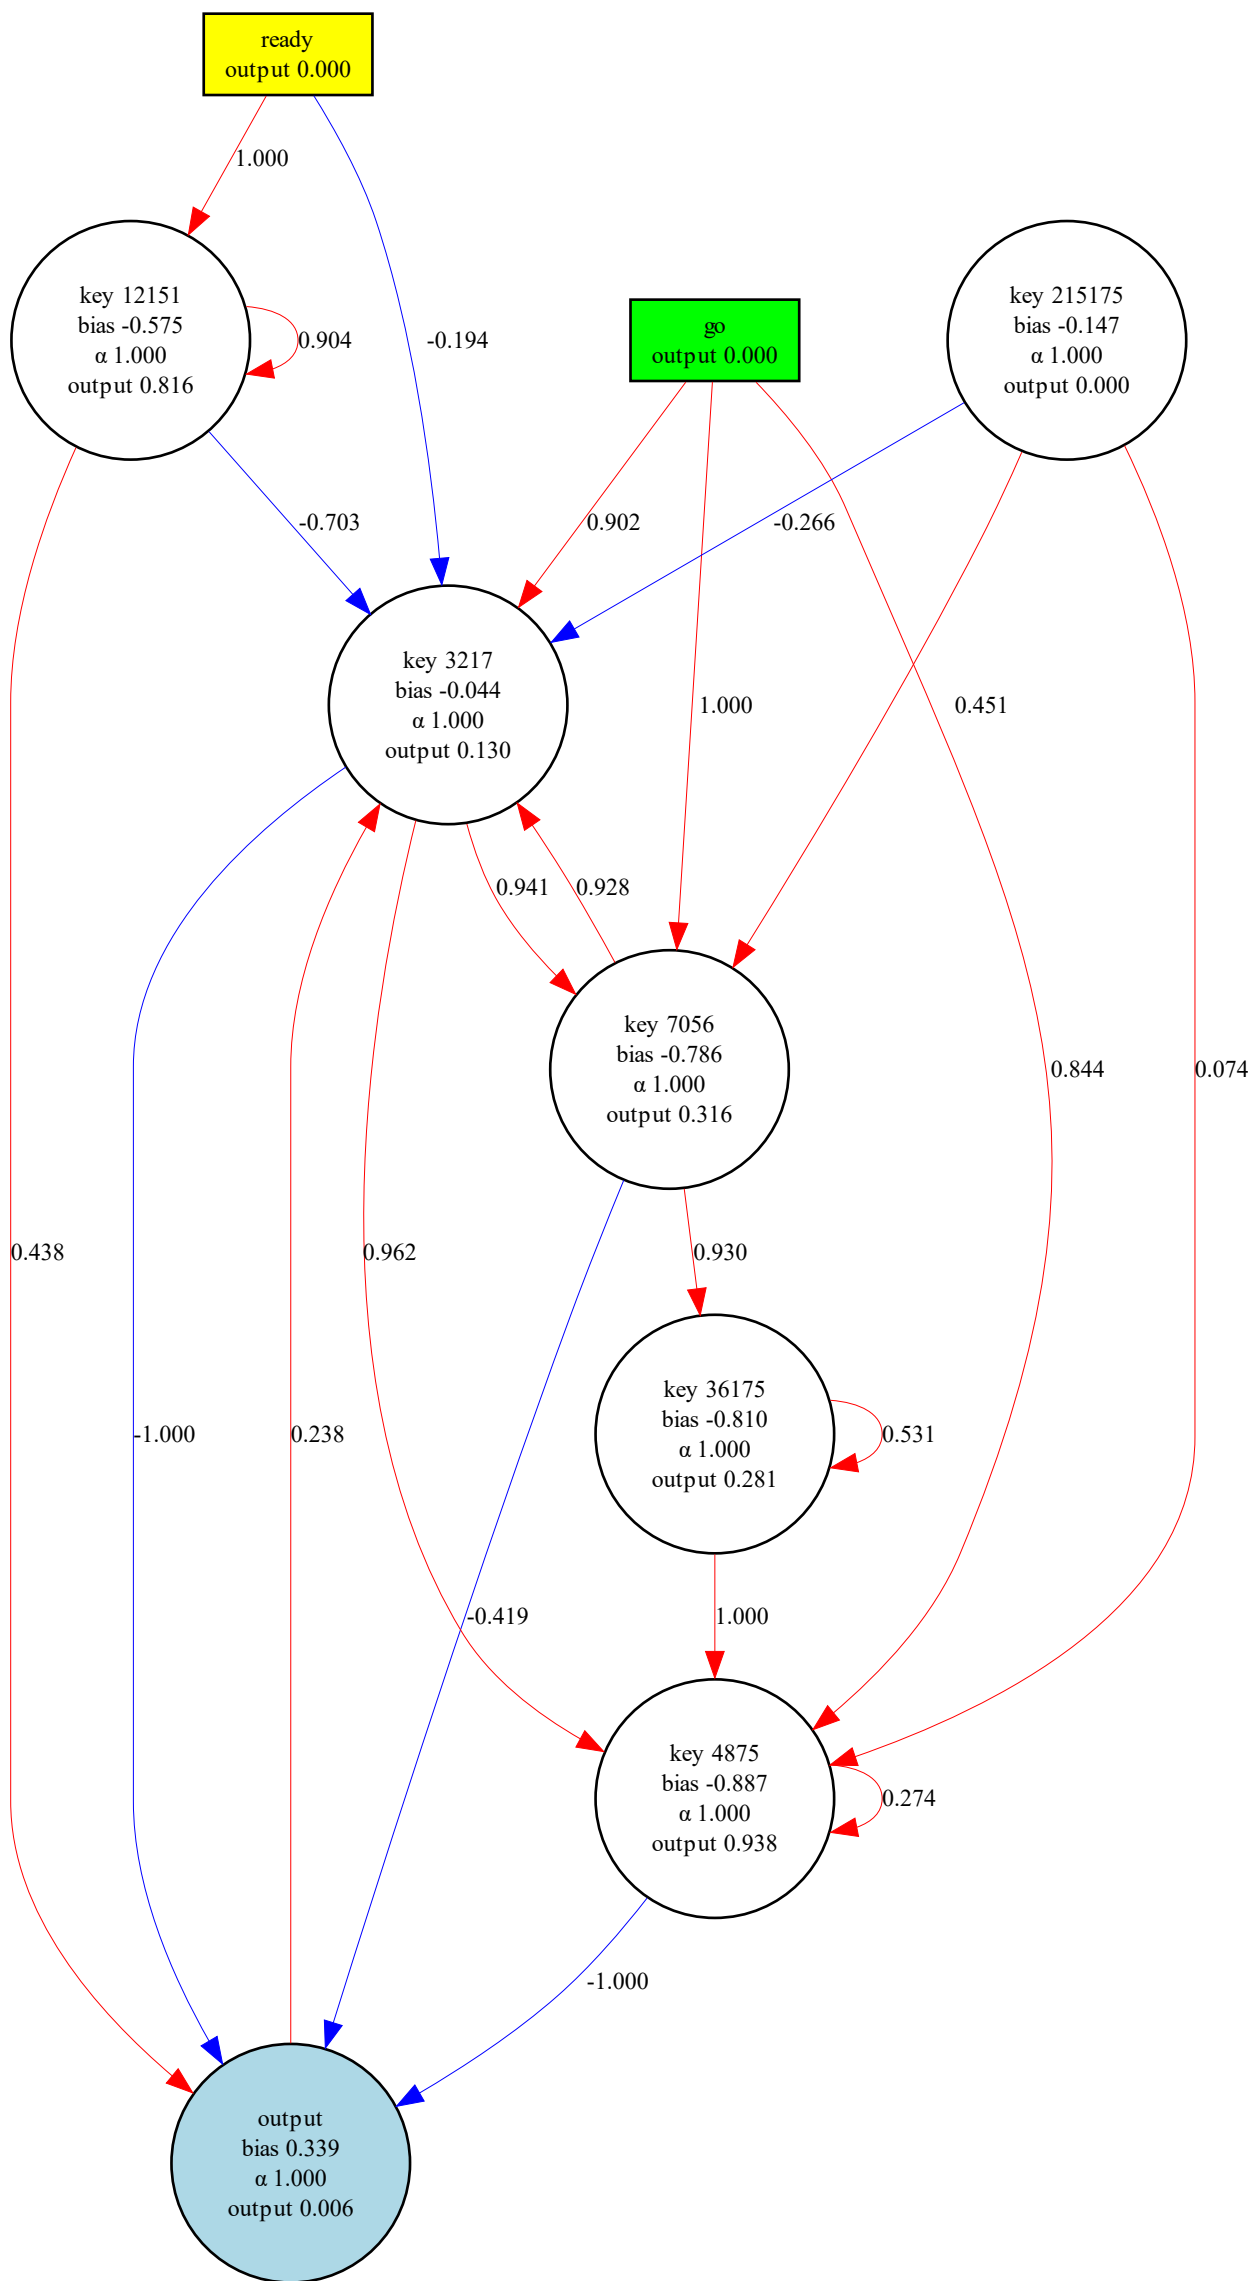 ready
output 0.000
1.000
key 12151
bias -0.575
α 1.000
output 0.816
0.904
-0.194
go
output 0.000
key 215175
bias -0.147
α 1.000
output 0.000
-0.703
0.902
-0.266
key 3217
bias -0.044
α 1.000
output 0.130
1.000
0.451
0.941
0.928
key 7056
bias -0.786
α 1.000
output 0.316
0.844
0.074
0.438
0.962
0.930
key 36175
bias -0.810
α 1.000
output 0.281
0.531
-1.000
0.238
-0.419
1.000
key 4875
bias -0.887
α 1.000
output 0.938
0.274
-1.000
output
bias 0.339
α 1.000
output 0.006